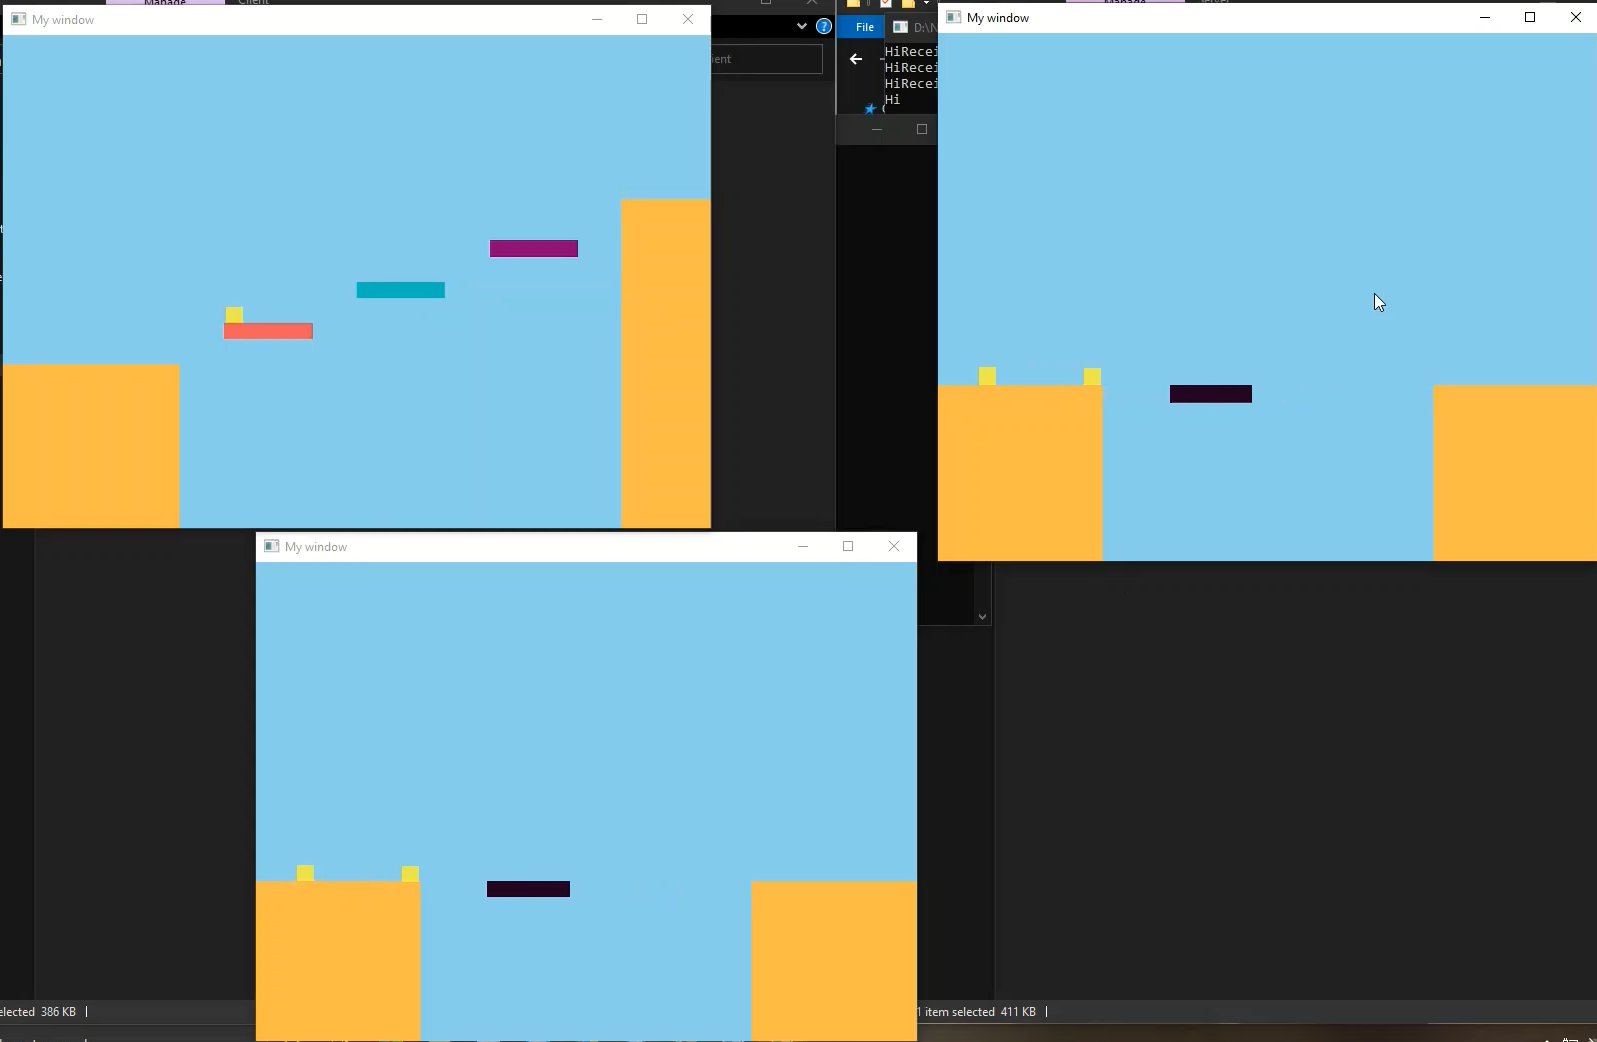 Manage
Client
My window
File
D:\N
My window
ient
HiRecei
HiRecei
HiRecei
Hi
My window
elected 386 KB
1 item selected 411 KB